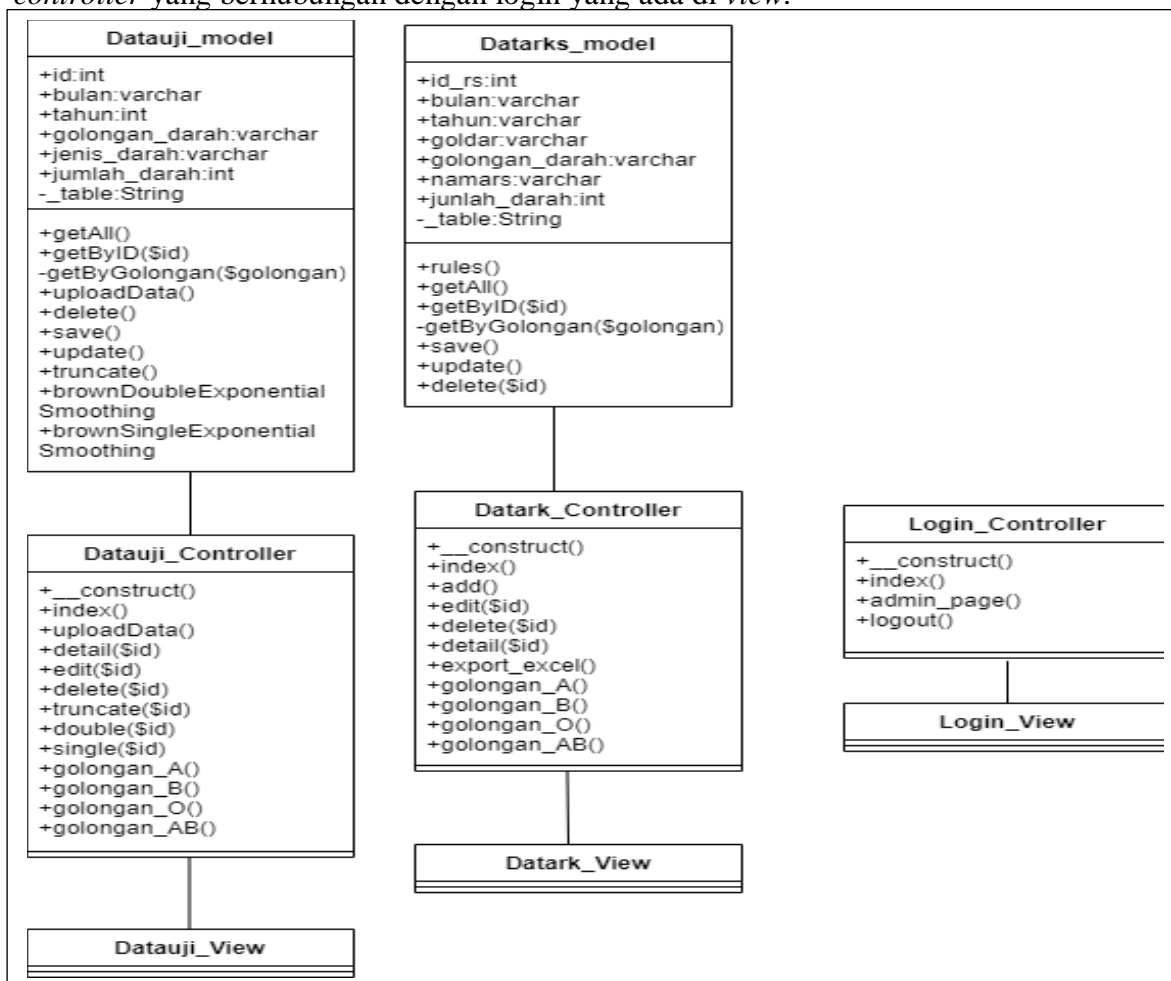 controller yang berhubungan dengan login yang ada di view.
Datauji_model
+id:int
+bulan:varchar
+tahun:int
+golongan_darah:varchar
+jenis_darah:varchar
+jumlah_darah:int
-_table:String
+getAll()
+getByID($id)
-getByGolongan($golongan)
+uploadData()
+delete()
+save()
+update()
+truncate()
+brownDoubleExponential
Smoothing
+brownSingleExponential
Smoothing
Datauji_Controller
+__construct()
+index()
+uploadData()
+detail($id)
+edit($id)
+delete($id)
+truncate($id)
+double($id)
+single($id)
+golongan_A()
+golongan_B()
+golongan_O()
+golongan_AB()
Datauji_View
Datarks_model
+id_rs:int
+bulan:varchar
+tahun:varchar
+goldar:varchar
+golongan_darah:varchar
+namars:varchar
+junlah_darah:int
-_table:String
+rules()
+getAll()
+getByID($id)
-getByGolongan($golongan)
+save()
+update()
+delete($id)
Datark_Controller
+__construct()
+index()
+add()
+edit($id)
+delete($id)
+detail($id)
+export_excel()
+golongan_A()
+golongan_B()
+golongan_O()
+golongan_AB()
Datark_View
Login_Controller
+__construct()
+index()
+admin_page()
+logout()
Login_View